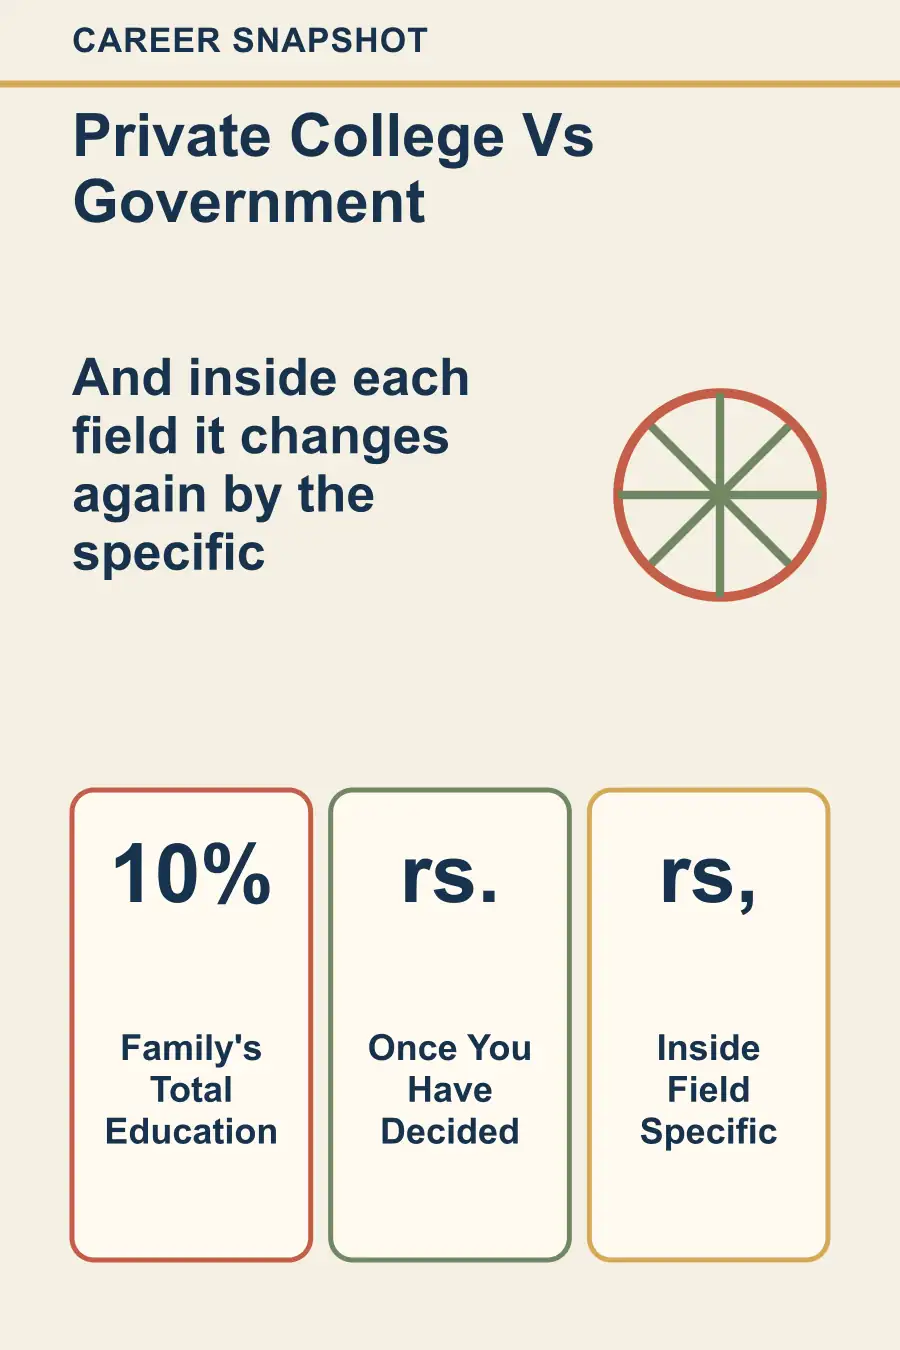 CAREER SNAPSHOT
Private College Vs
Government
And inside each
field it changes
again by the
specific
10%
Family's
Total
Education
rs.
Once You
Have
Decided
rs,
Inside
Field
Specific